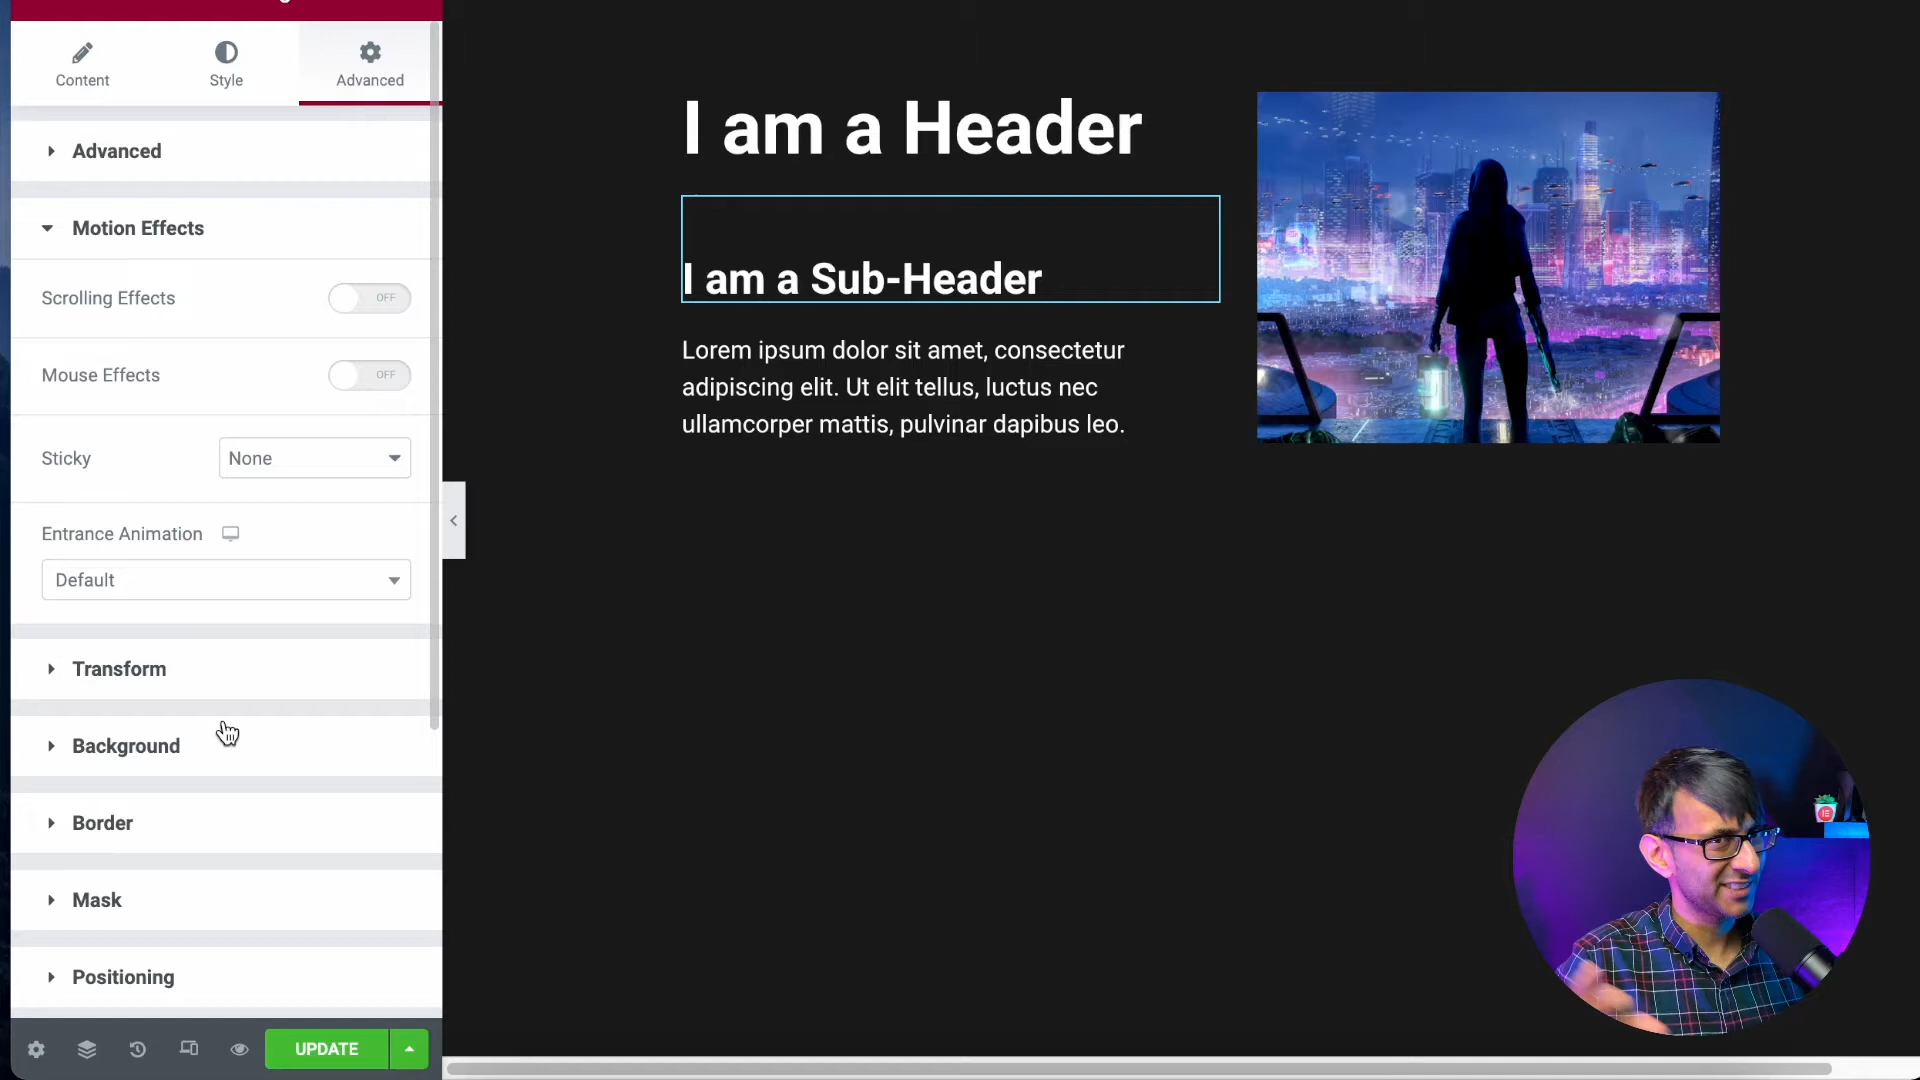 Content
Style
Advanced
Advanced
Motion Effects
Scrolling Effects
OFF
Mouse Effects
OFF
Sticky
None
Entrance Animation
Default
Transform
Background
Border
Mask
Positioning
UPDATE
I am a Header
I am a Sub-Header
Lorem ipsum dolor sit amet, consectetur
adipiscing elit. Ut elit tellus, luctus nec
ullamcorper mattis, pulvinar dapibus leo.